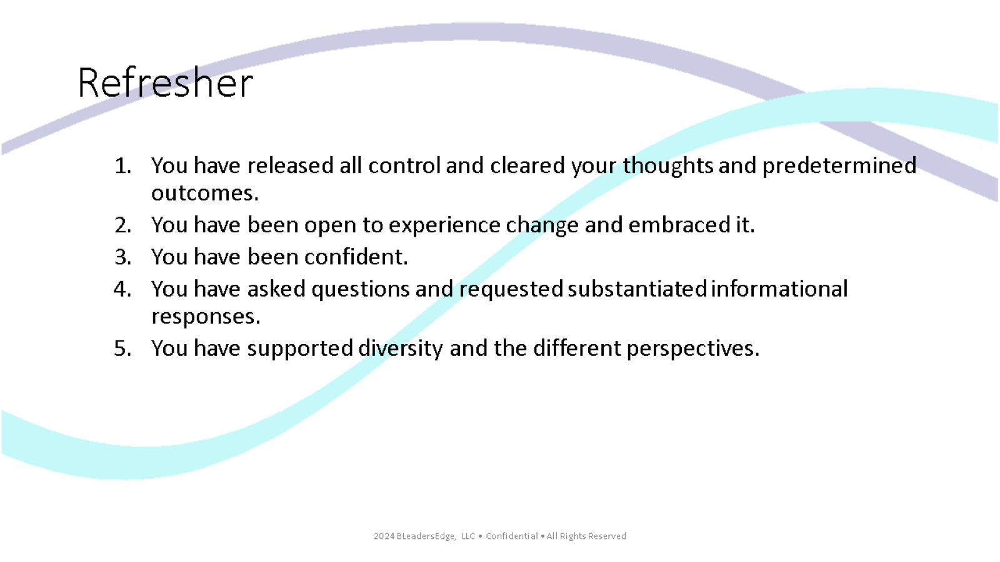 Refresher
1. You have released all control and cleared your thoughts and predetermined
outcomes.
2. You have been open to experience change and embraced it.
3. You have been confident.
4. You have asked questions and requested substantiated informational
responses.
5. You have supported diversity and the different perspectives.
2024 BLeadersEdge, LLC • Confidential • All Rights Reserved